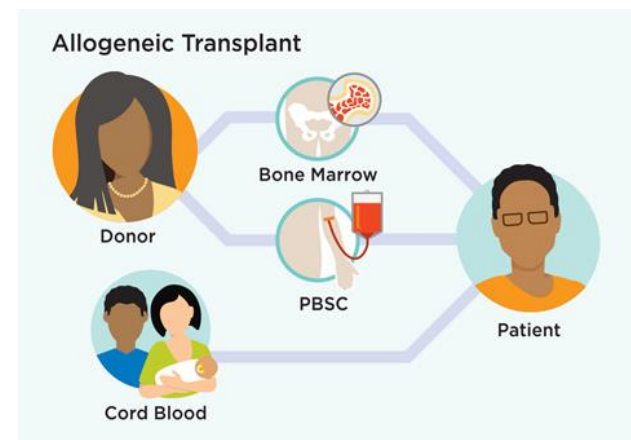 Allogeneic Transplant
Bone Marrow
Donor
PBSC
Patient
Cord Blood